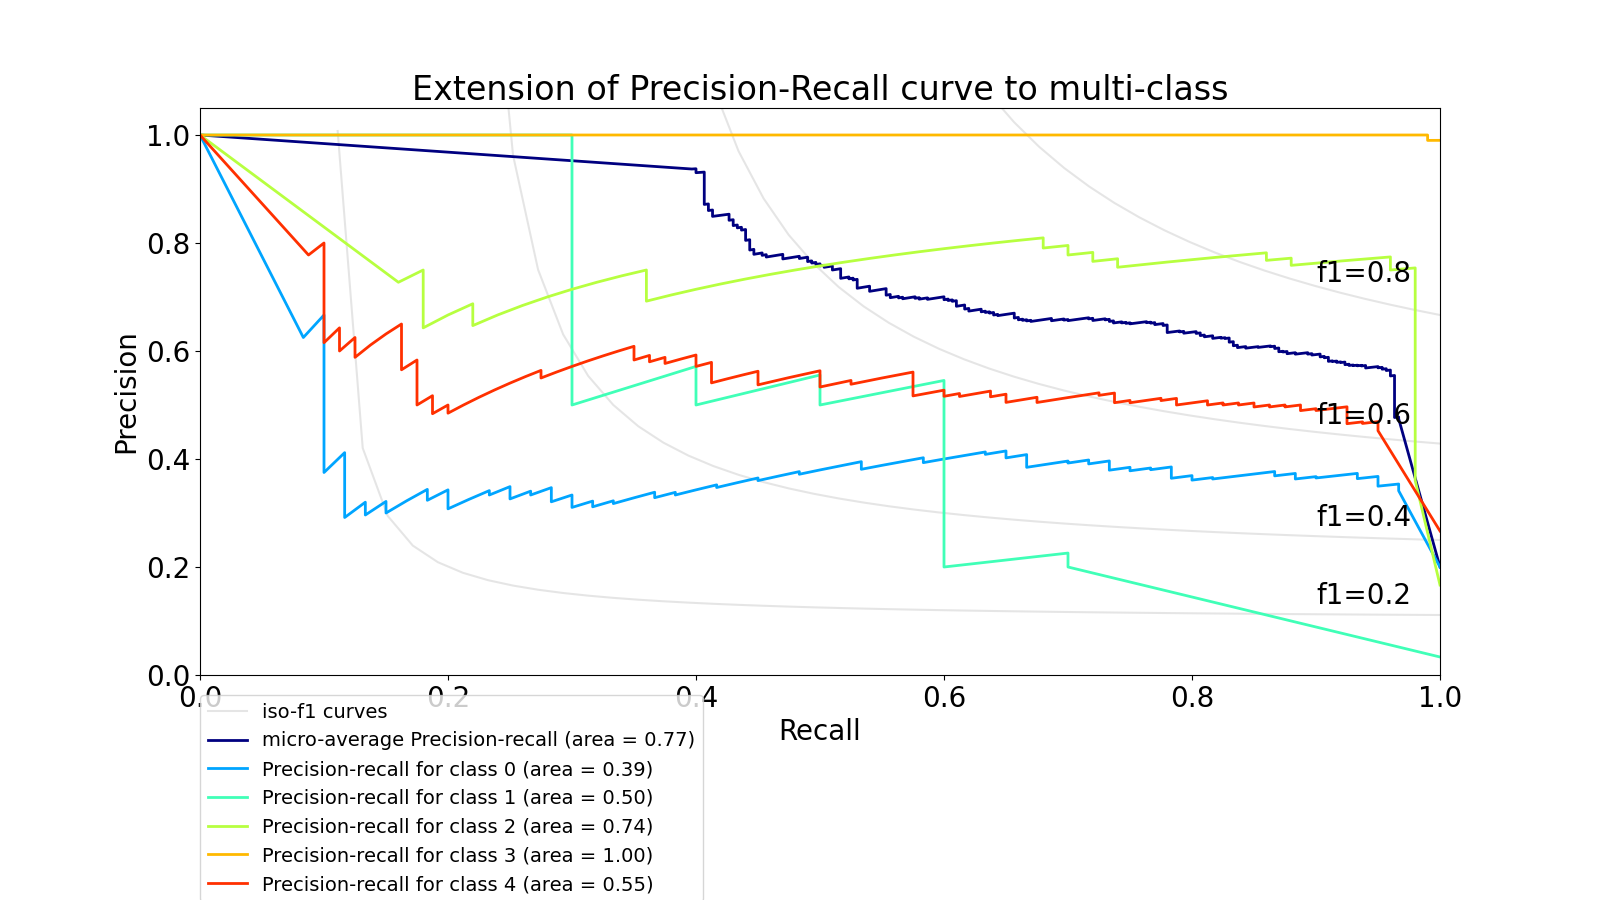 Extension of Precision-Recall curve to multi-class
1.0
0.8
0.6
0.4
0.2
0.0
Precision
f1=0.8
f1=0.6
f1=0.4
f1=0.2
0.0 0.2 0.4 0.6 0.8 1.0
Recall
iso-f1 curves
micro-average Precision-recall (area = 0.77)
Precision-recall for class 0 (area = 0.39)
Precision-recall for class 1 (area = 0.50)
Precision-recall for class 2 (area = 0.74)
Precision-recall for class 3 (area = 1.00)
Precision-recall for class 4 (area = 0.55)